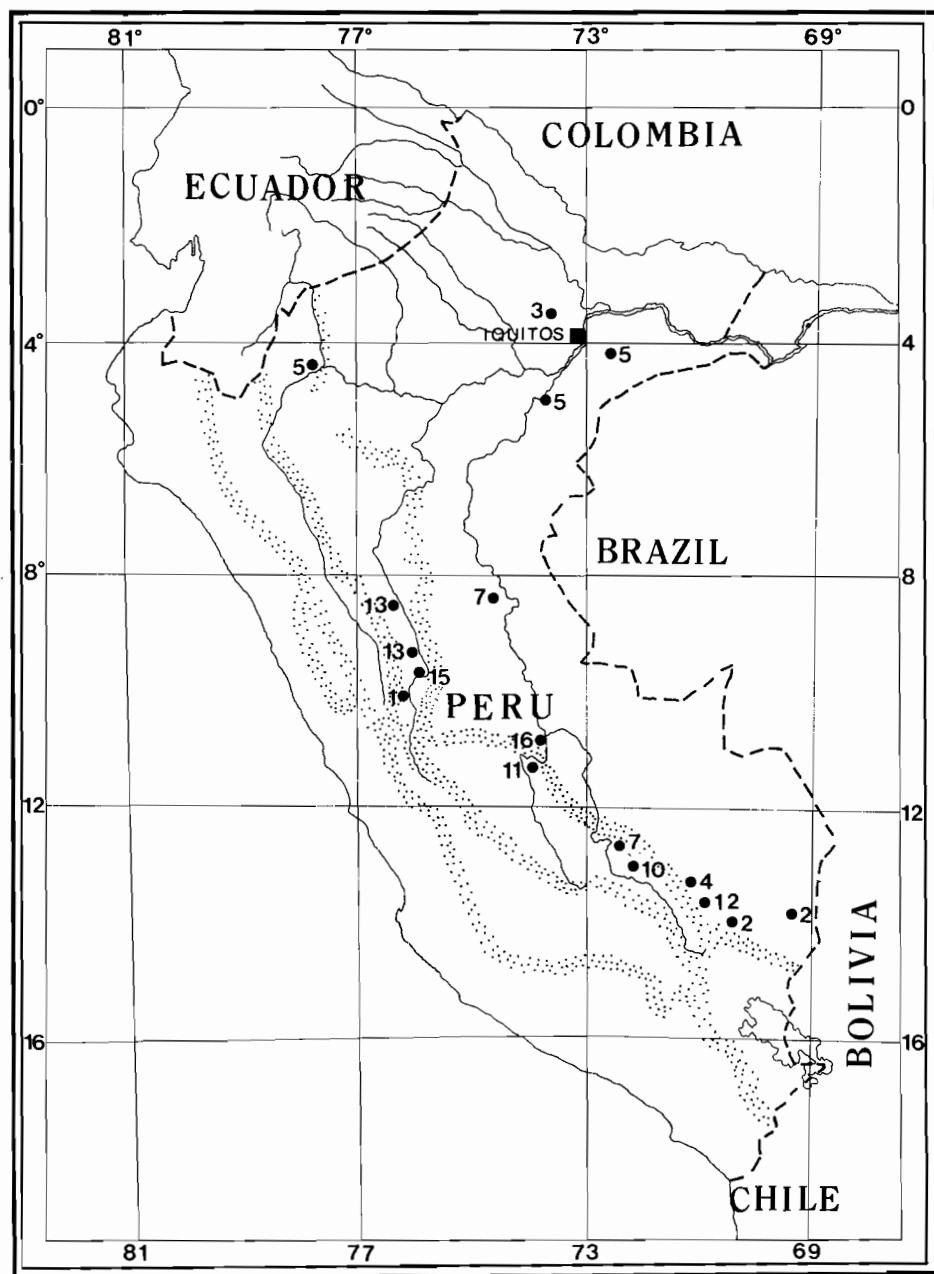 81° 77° 73° 69°
0° 0
COLOMBIA
ECUADOR
3
IQUITOS
4° 4
5 5
5
BRAZIL
8° 8
7
13
13
15
1 PERU
16
11
12 12
7
10
4
12
2 2
BOLIVIA
16 16
CHILE
81 77 73 69